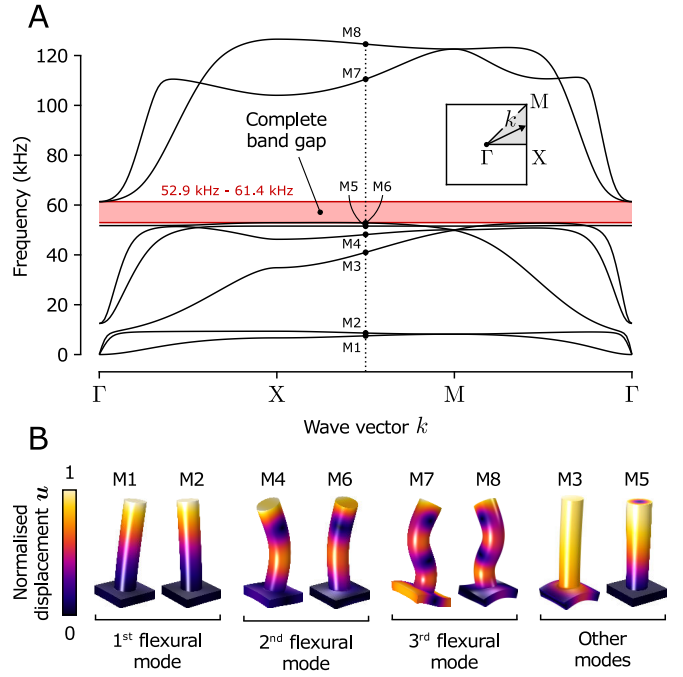 A
M8
120
M7
100
M
Complete
band gap
k
Γ
X
Frequency (kHz)
80
52.9 kHz - 61.4 kHz
M5
M6
60
M4
40
M3
20
M2
M1
0
Γ
X
M
Γ
Wave vector k
B
Normalised
displacement u
1
0
M1
M2
M4
M6
M7
M8
M3
M5
1st flexural
mode
2nd flexural
mode
3rd flexural
mode
Other
modes